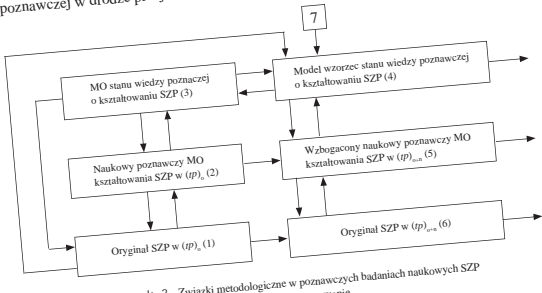 poznawczej w drodze
7
MO stanu wiedzy poznaczej
o kształtowaniu SZP (3)
Model wzorzec stanu wiedzy poznawczej
o kształtowaniu SZP (4)
Naukowy poznawczy MO
kształtowania SZP w (tp)ₒ (2)
Wzbogacony naukowy poznawczy MO
kształtowania SZP w (tp)ₒ₊ₙ (5)
Oryginał SZP w (tp)ₒ (1)
Oryginał SZP w (tp)ₒ₊ₙ (6)
2. Związki metodologiczne w poznawczych badaniach naukowych SZP